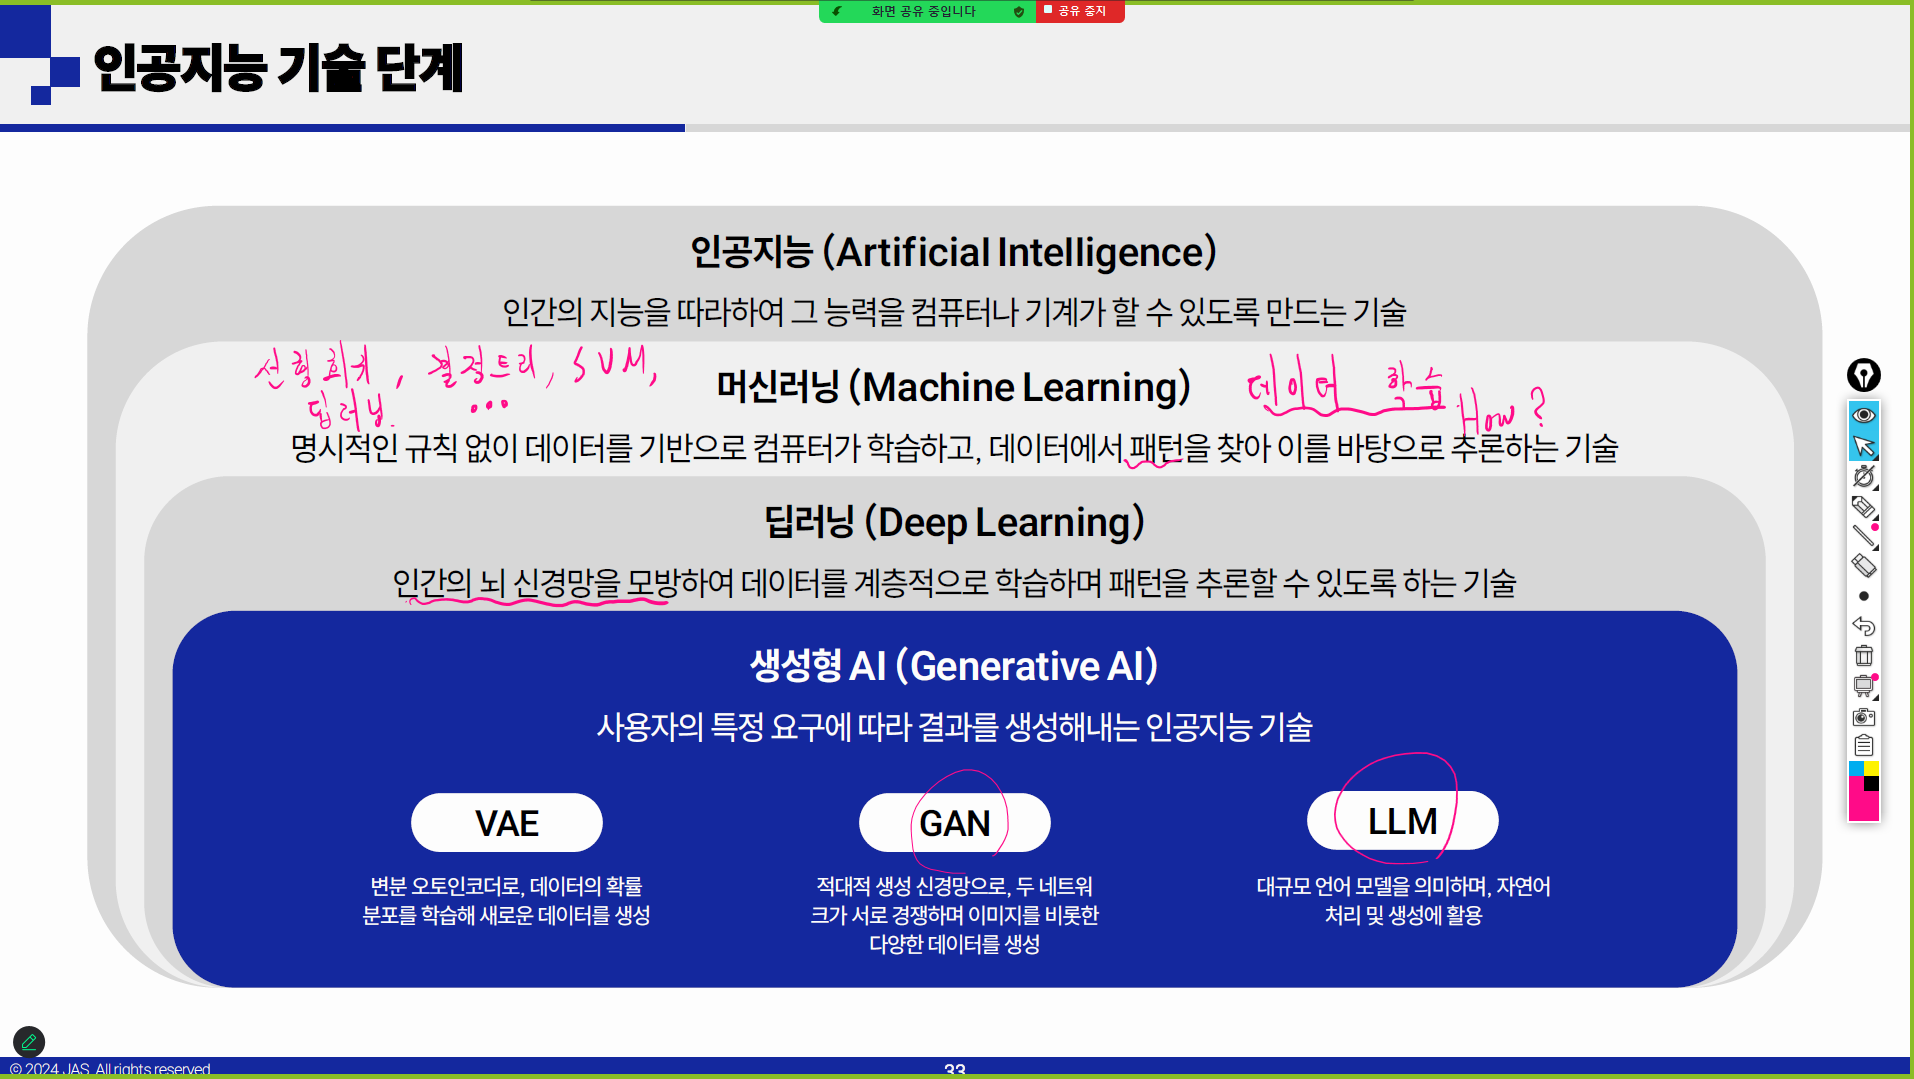 화면 공유 중입니다
공유 중지
인공지능 기술 단계
인공지능 (Artificial Intelligence)
인간의 지능을 따라하여 그 능력을 컴퓨터나 기계가 할 수 있도록 만드는 기술
선형회귀, 결정트리, SVM,
딥러닝. ...
머신러닝 (Machine Learning)
데이터 학습
How?
명시적인 규칙 없이 데이터를 기반으로 컴퓨터가 학습하고, 데이터에서 패턴을 찾아 이를 바탕으로 추론하는 기술
딥러닝 (Deep Learning)
인간의 뇌 신경망을 모방하여 데이터를 계층적으로 학습하며 패턴을 추론할 수 있도록 하는 기술
생성형 AI (Generative AI)
사용자의 특정 요구에 따라 결과를 생성해내는 인공지능 기술
VAE
변분 오토인코더로, 데이터의 확률
분포를 학습해 새로운 데이터를 생성
GAN
적대적 생성 신경망으로, 두 네트워
크가 서로 경쟁하며 이미지를 비롯한
다양한 데이터를 생성
LLM
대규모 언어 모델을 의미하며, 자연어
처리 및 생성에 활용
© 2024 JAS. All rights reserved
33